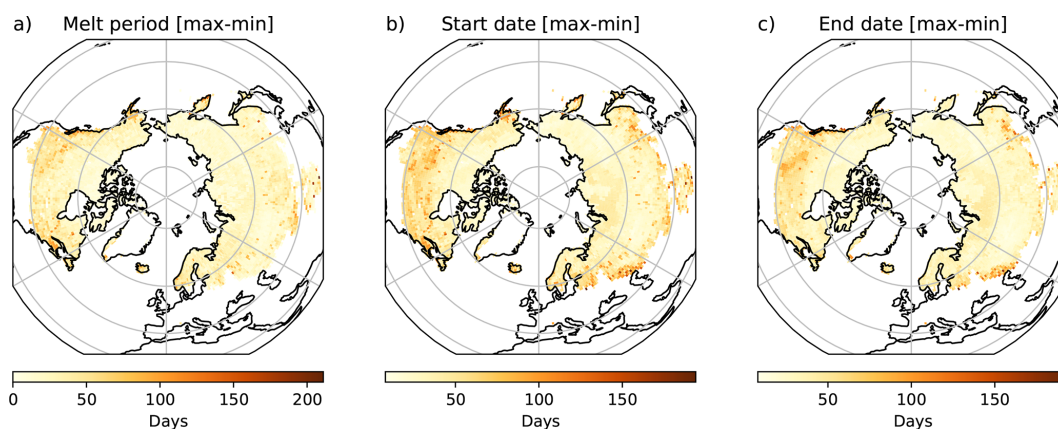 a) Melt period [max-min]
b) Start date [max-min]
c) End date [max-min]
0 50 100 150 200
Days
50 100 150
Days
50 100 150
Days